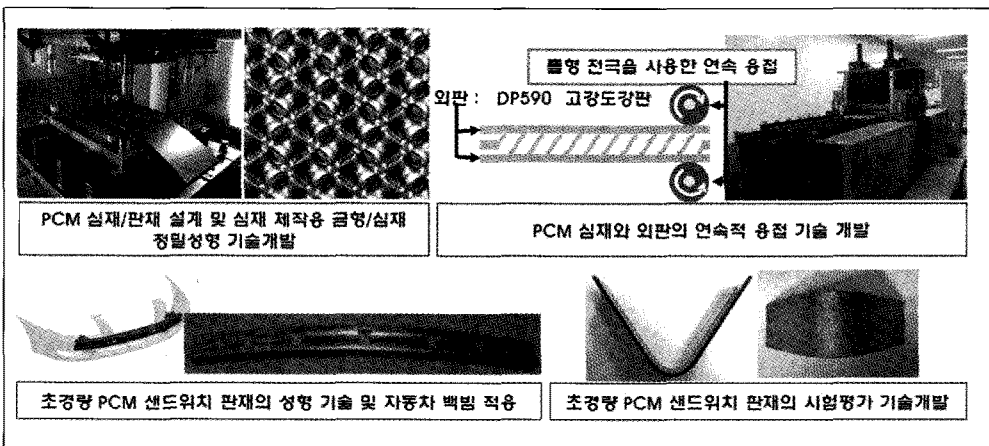 롤형 전극을 사용한 연속 용접
외판 : DP590 고강도강판
PCM 심재/판재 설계 및 심재 제작용 금형/심재
정밀성형 기술개발
PCM 심재와 외판의 연속적 용접 기술 개발
초경량 PCM 샌드위치 판재의 성형 기술 및 자동차 백빔 적용
초경량 PCM 샌드위치 판재의 시험평가 기술개발